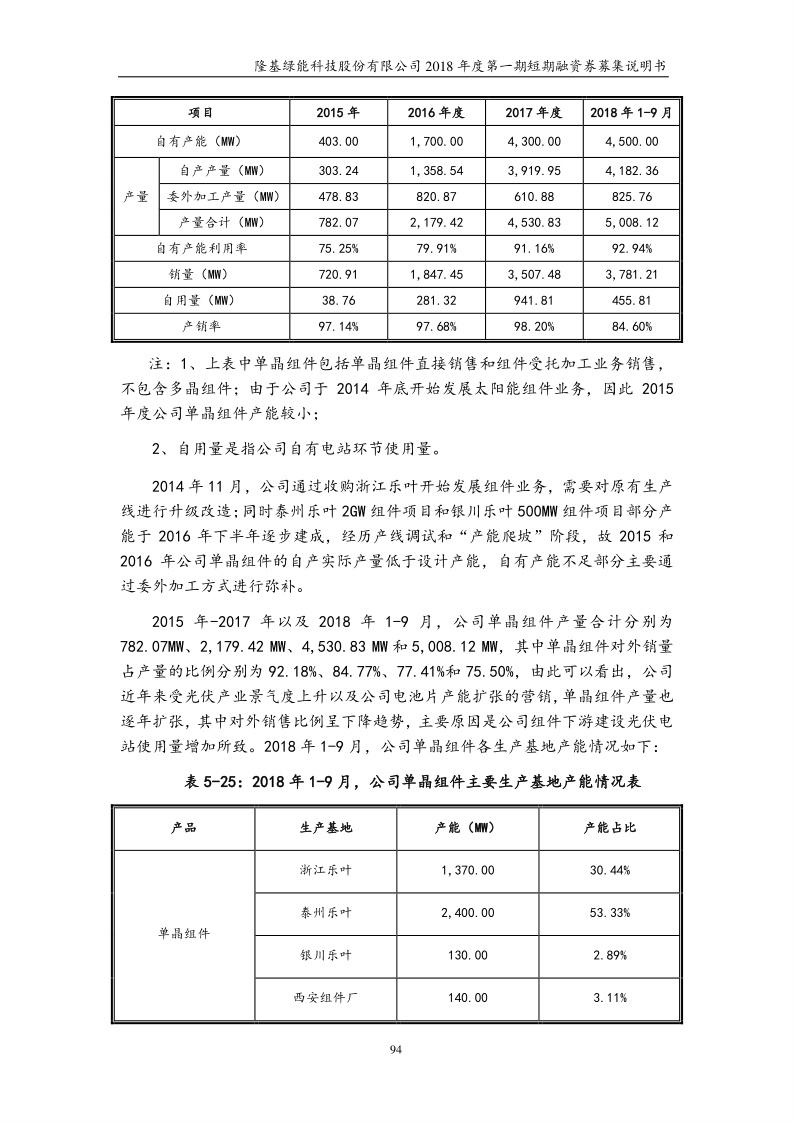 隆基绿能科技股份有限公司 2018 年度第一期短期融资券募集说明书
项目 2015 年 2016 年度 2017 年度 2018 年 1-9 月
自有产能（MW） 403.00 1,700.00 4,300.00 4,500.00
产量 自产产量（MW） 303.24 1,358.54 3,919.95 4,182.36
委外加工产量（MW） 478.83 820.87 610.88 825.76
产量合计（MW） 782.07 2,179.42 4,530.83 5,008.12
自有产能利用率 75.25% 79.91% 91.16% 92.94%
销量（MW） 720.91 1,847.45 3,507.48 3,781.21
自用量（MW） 38.76 281.32 941.81 455.81
产销率 97.14% 97.68% 98.20% 84.60%
注：1、上表中单晶组件包括单晶组件直接销售和组件受托加工业务销售，
不包含多晶组件；由于公司于 2014 年底开始发展太阳能组件业务，因此 2015
年度公司单晶组件产能较小；
2、自用量是指公司自有电站环节使用量。
2014 年 11 月，公司通过收购浙江乐叶开始发展组件业务，需要对原有生产
线进行升级改造；同时泰州乐叶 2GW 组件项目和银川乐叶 500MW 组件项目部分产
能于 2016 年下半年逐步建成，经历产线调试和“产能爬坡”阶段，故 2015 和
2016 年公司单晶组件的自产实际产量低于设计产能，自有产能不足部分主要通
过委外加工方式进行弥补。
2015 年-2017 年以及 2018 年 1-9 月，公司单晶组件产量合计分别为
782.07MW、2,179.42 MW、4,530.83 MW 和 5,008.12 MW，其中单晶组件对外销量
占产量的比例分别为 92.18%、84.77%、77.41%和 75.50%，由此可以看出，公司
近年来受光伏产业景气度上升以及公司电池片产能扩张的营销，单晶组件产量也
逐年扩张，其中对外销售比例呈下降趋势，主要原因是公司组件下游建设光伏电
站使用量增加所致。2018 年 1-9 月，公司单晶组件各生产基地产能情况如下：
表 5-25：2018 年 1-9 月，公司单晶组件主要生产基地产能情况表
产品 生产基地 产能（MW） 产能占比
单晶组件 浙江乐叶 1,370.00 30.44%
泰州乐叶 2,400.00 53.33%
银川乐叶 130.00 2.89%
西安组件厂 140.00 3.11%
94